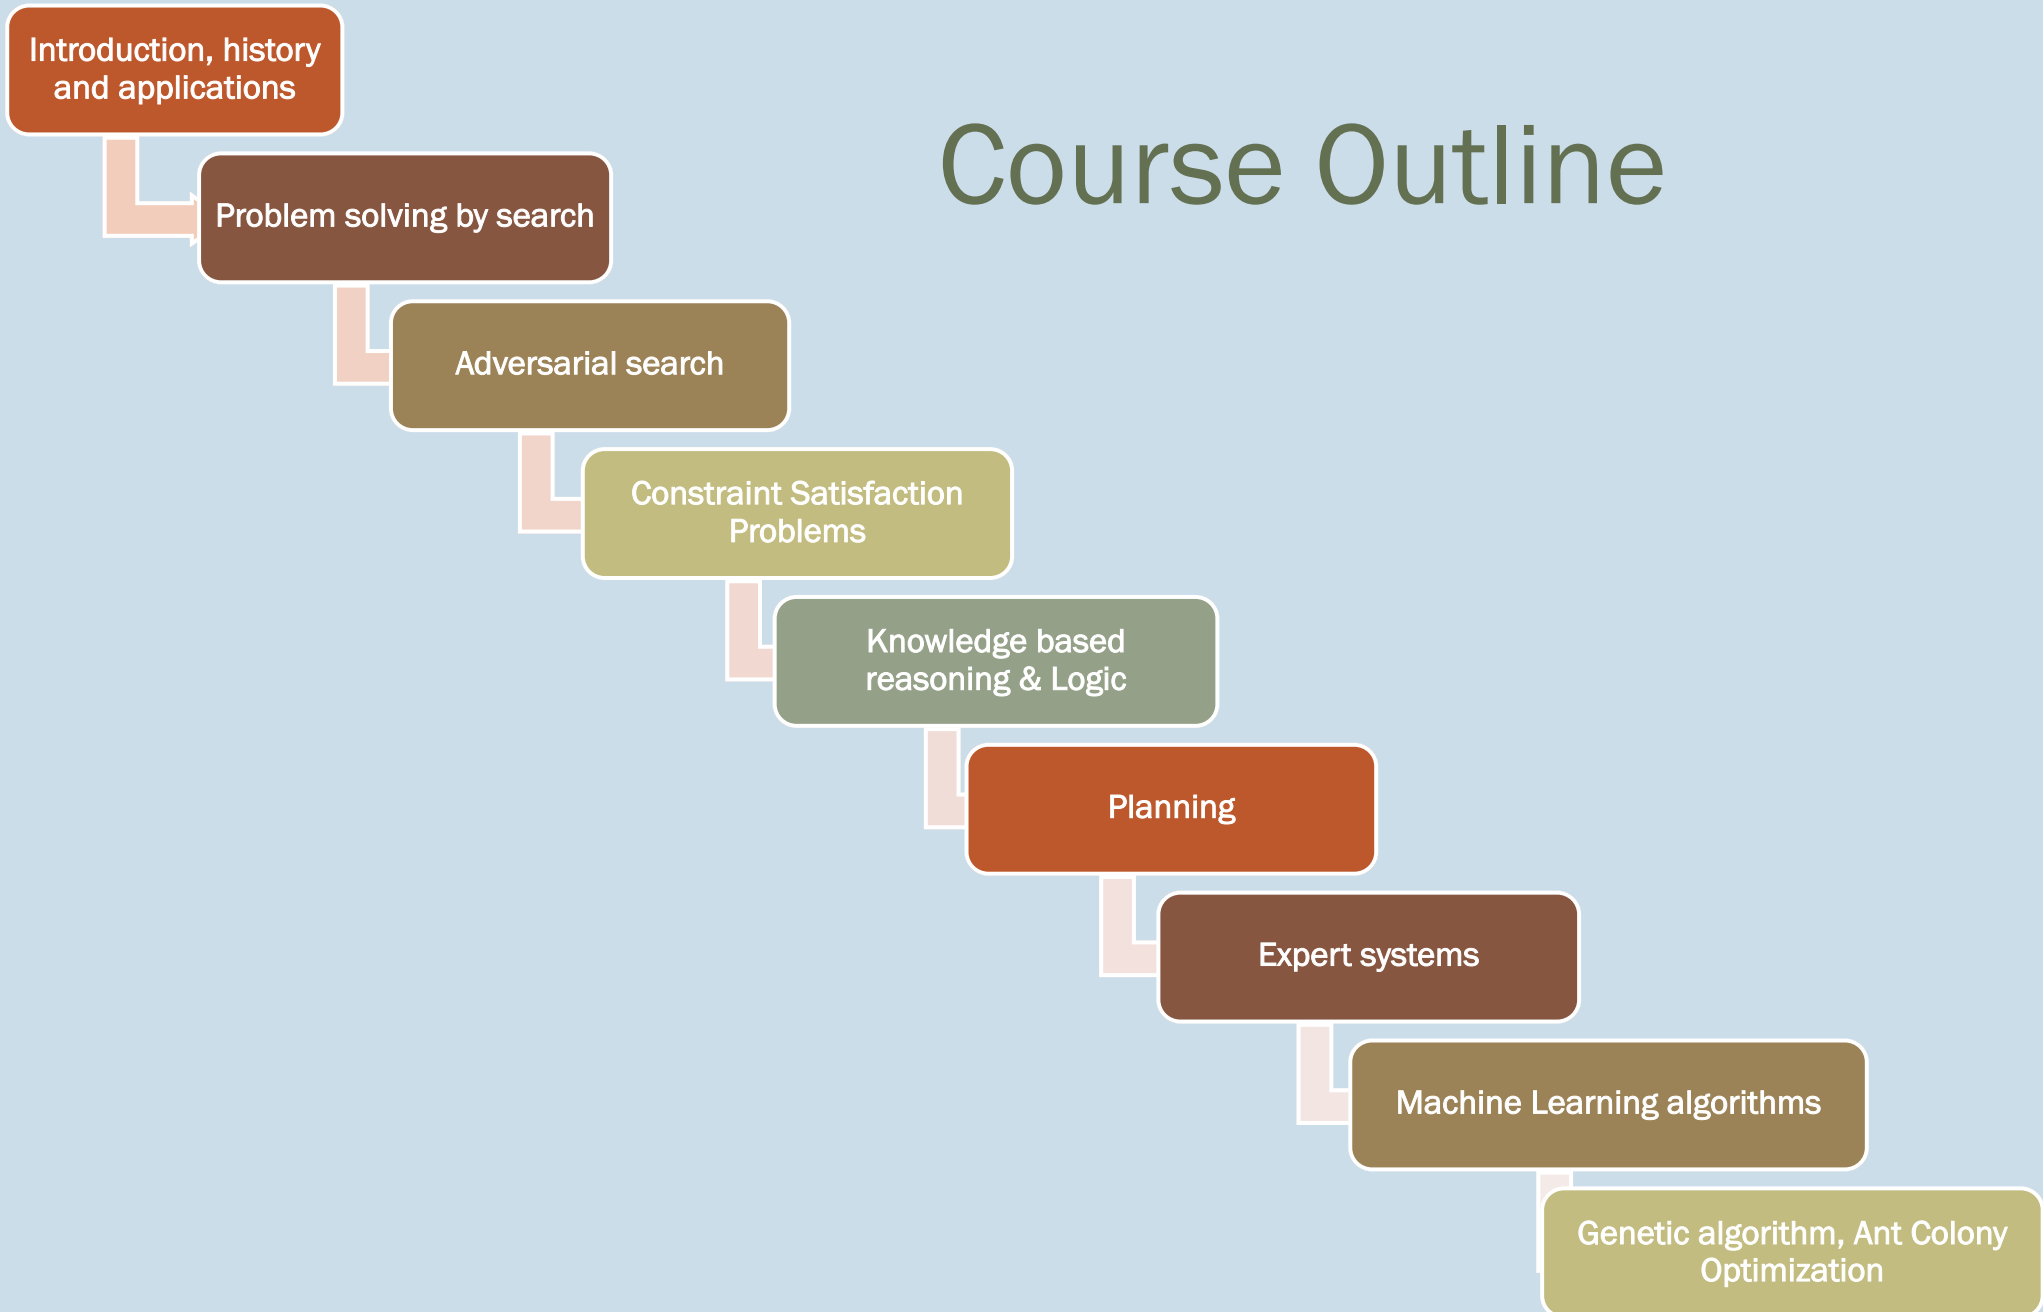 Introduction, history
and applications
Course Outline
Problem solving by search
Adversarial search
Constraint Satisfaction
Problems
Knowledge based
reasoning & Logic
Planning
Expert systems
Machine Learning algorithms
Genetic algorithm, Ant Colony
Optimization